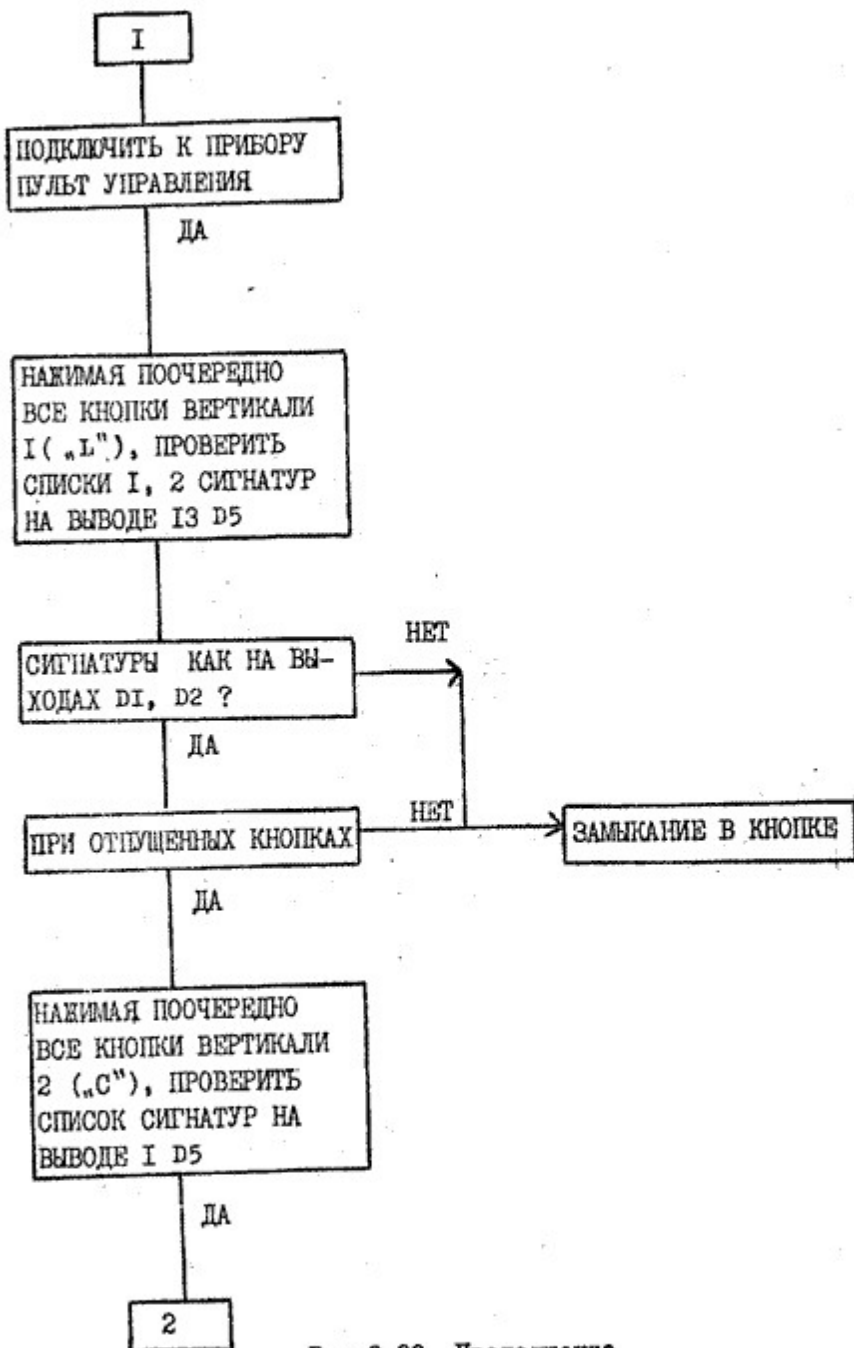 I
ПОДКЛЮЧИТЬ К ПРИБОРУ
ПУЛЬТ УПРАВЛЕНИЯ
ДА
НАЖИМАЯ ПООЧЕРЕДНО
ВСЕ КНОПКИ ВЕРТИКАЛИ
I( „L"), ПРОВЕРИТЬ
СПИСКИ I, 2 СИГНАТУР
НА ВЫВОДЕ I3 D5
НЕТ
СИГНАТУРЫ КАК НА ВЫ-
ХОДАХ DI, D2 ?
ДА
НЕТ
ПРИ ОТПУЩЕННЫХ КНОПКАХ
ЗАМЫКАНИЕ В КНОПКЕ
ДА
НАЖИМАЯ ПООЧЕРЕДНО
ВСЕ КНОПКИ ВЕРТИКАЛИ
2 („С"), ПРОВЕРИТЬ
СПИСОК СИГНАТУР НА
ВЫВОДЕ I D5
ДА
2